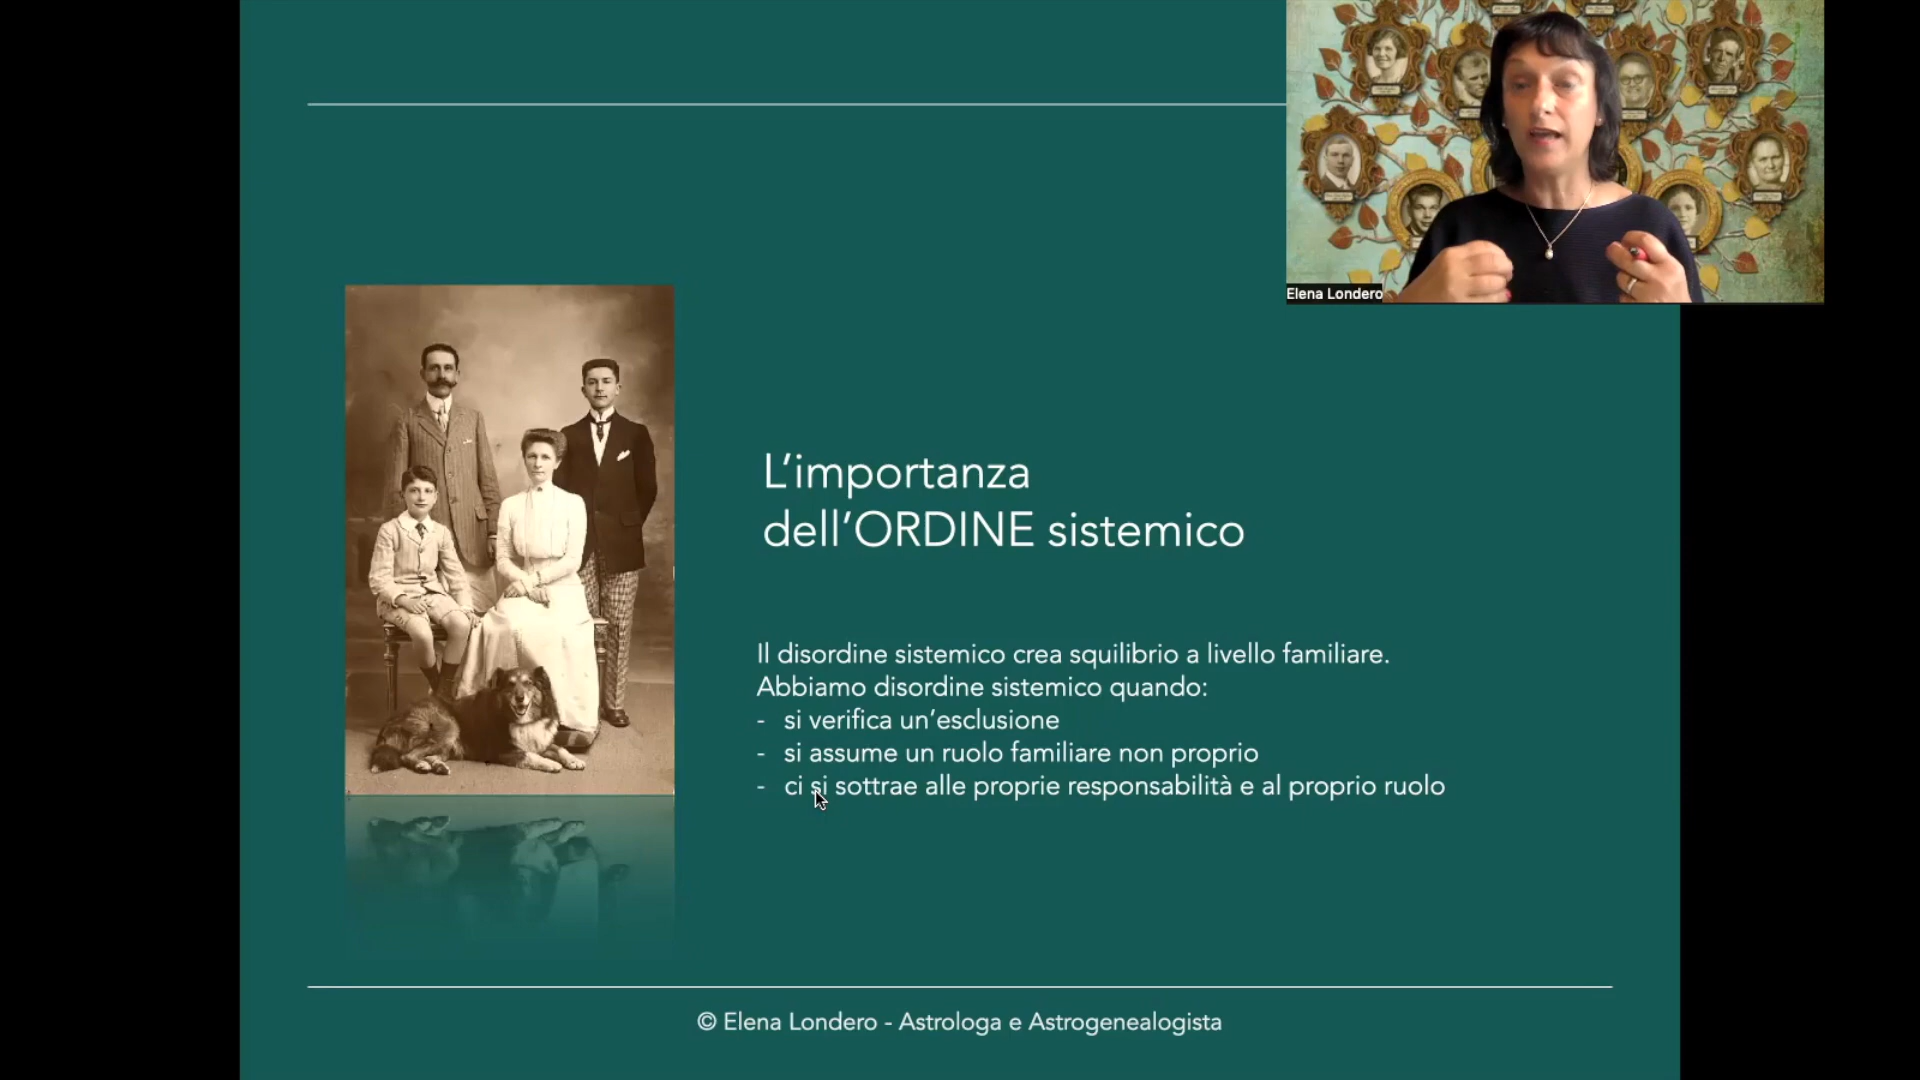 Elena Londero
L’importanza
dell’ORDINE sistemico
Il disordine sistemico crea squilibrio a livello familiare.
Abbiamo disordine sistemico quando:
- si verifica un’esclusione
- si assume un ruolo familiare non proprio
- ci si sottrae alle proprie responsabilità e al proprio ruolo
© Elena Londero - Astrologa e Astrogenealogista